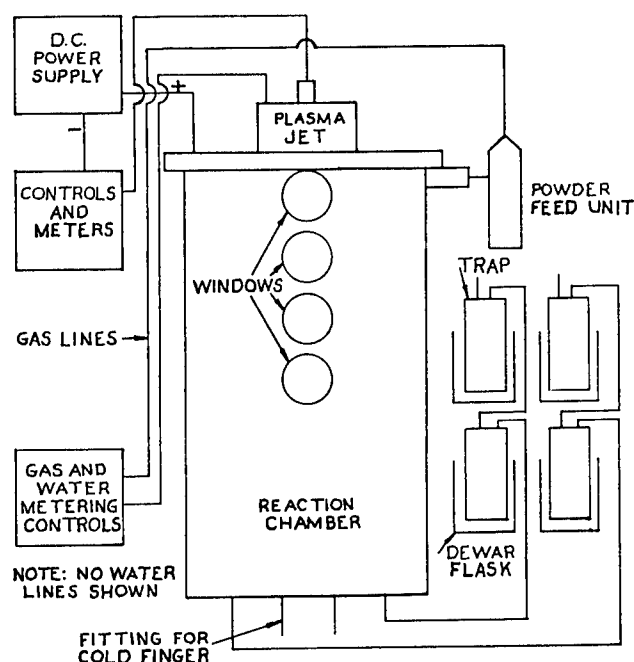 D.C.
POWER
SUPPLY
+
−
PLASMA
JET
CONTROLS
AND
METERS
POWDER
FEED UNIT
WINDOWS
TRAP
GAS LINES
GAS AND
WATER
METERING
CONTROLS
REACTION
CHAMBER
DEWAR
FLASK
NOTE: NO WATER
LINES SHOWN
FITTING FOR
COLD FINGER